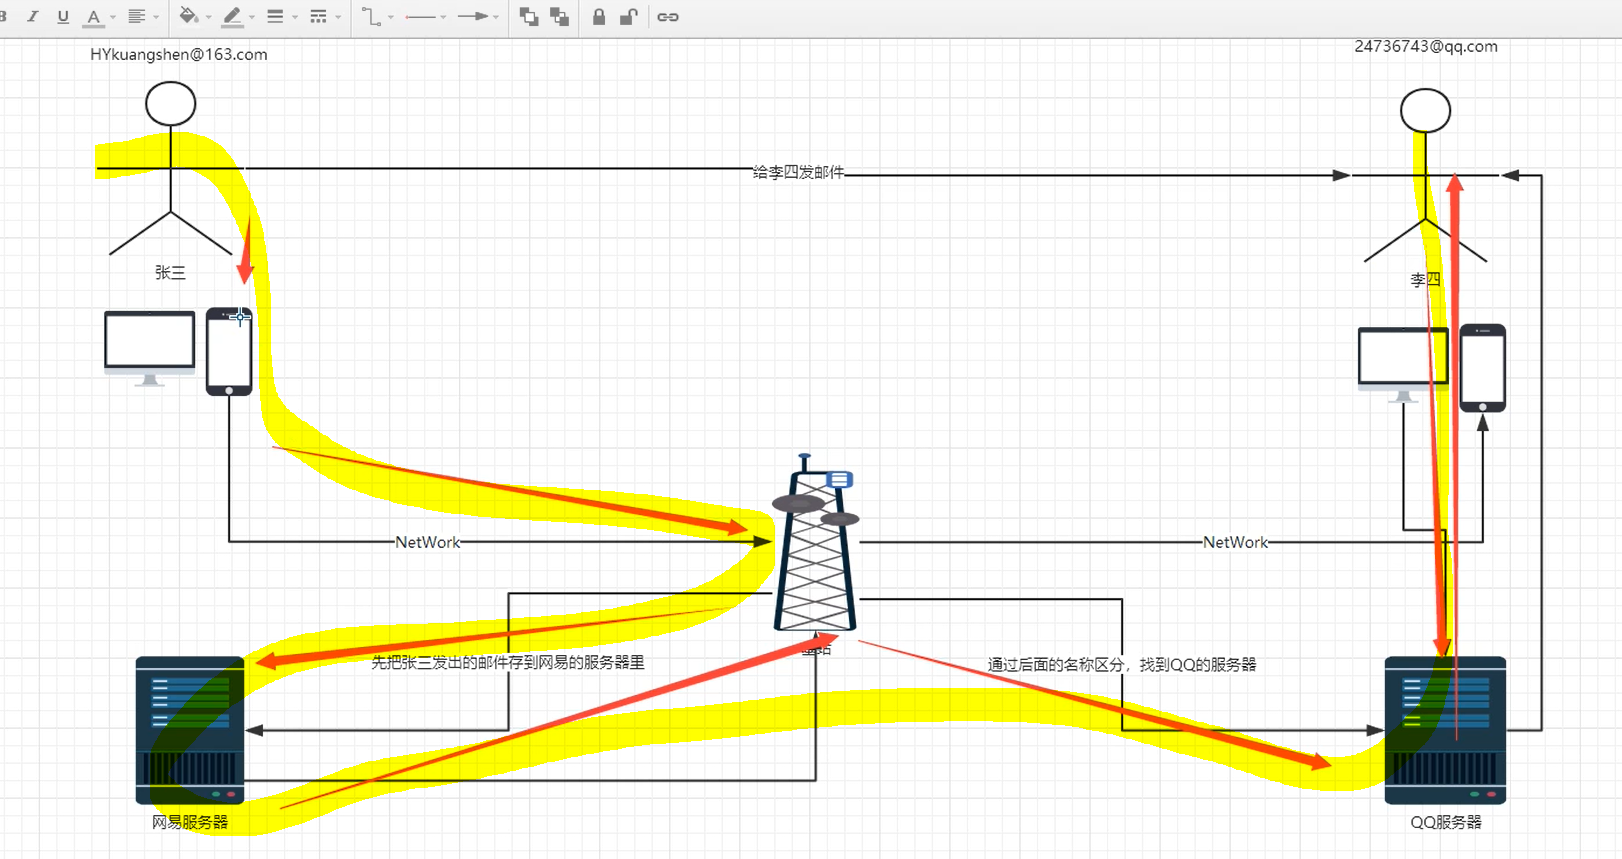 B I U A
HYkuangshen@163.com
24736743@qq.com
给李四发邮件
张三
李四
NetWork
NetWork
站
先把张三发出的邮件存到网易的服务器里
通过后面的名称区分，找到QQ的服务器
网易服务器
QQ服务器